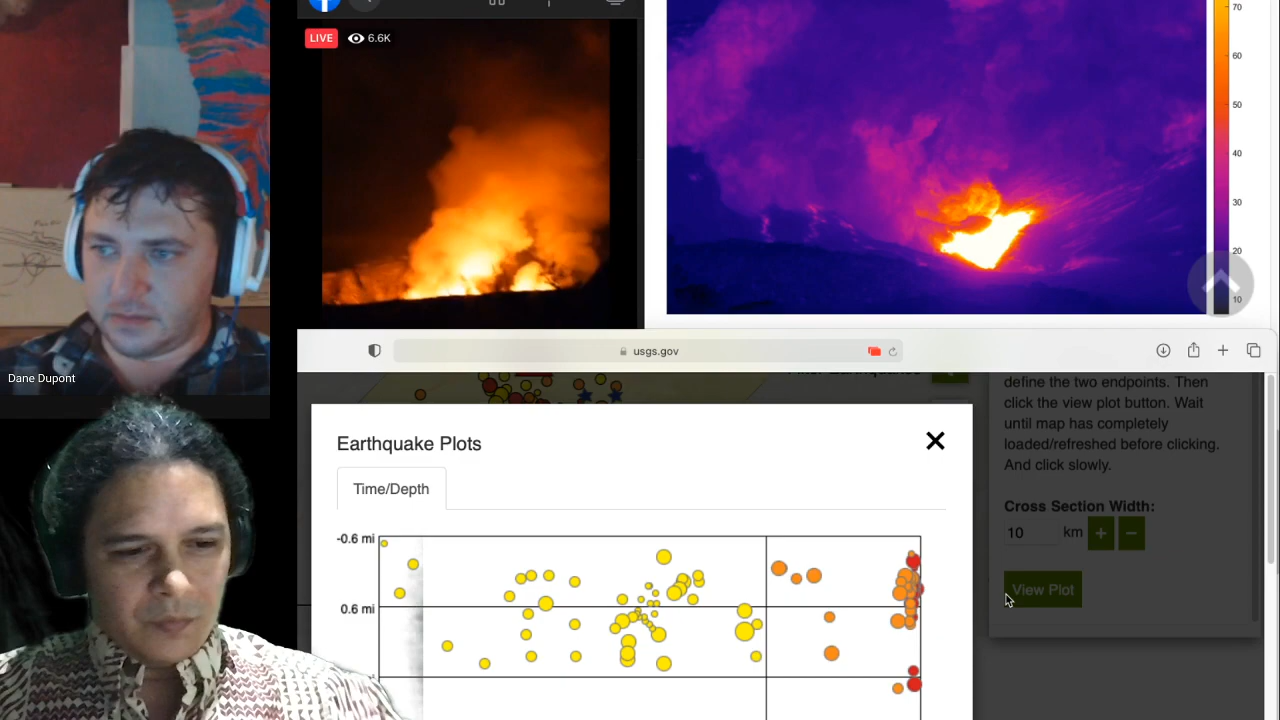 LIVE
6.6K
70
60
50
40
30
20
10
Dane Dupont
usgs.gov
define the two endpoints. Then
click the view plot button. Wait
until map has completely
loaded/refreshed before clicking.
And click slowly.
Cross Section Width:
10 km + −
View Plot
Earthquake Plots
Time/Depth
-0.6 mi
0.6 mi